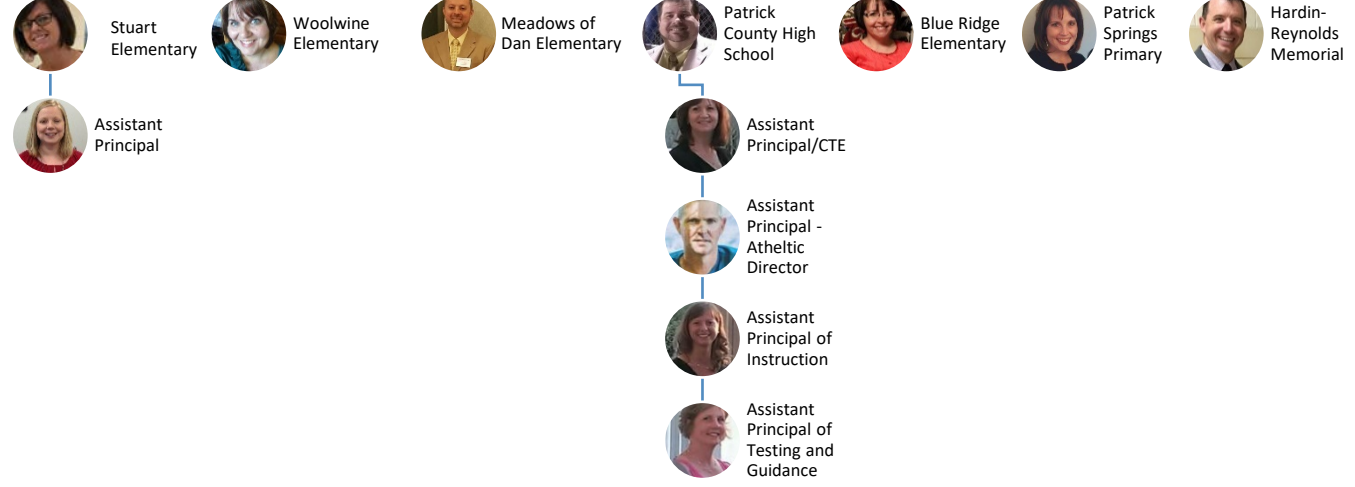 Stuart
Elementary
Woolwine
Elementary
Meadows of
Dan Elementary
Patrick
County High
School
Blue Ridge
Elementary
Patrick
Springs
Primary
Hardin-
Reynolds
Memorial
Assistant
Principal
Assistant
Principal/CTE
Assistant
Principal -
Atheltic
Director
Assistant
Principal of
Instruction
Assistant
Principal of
Testing and
Guidance